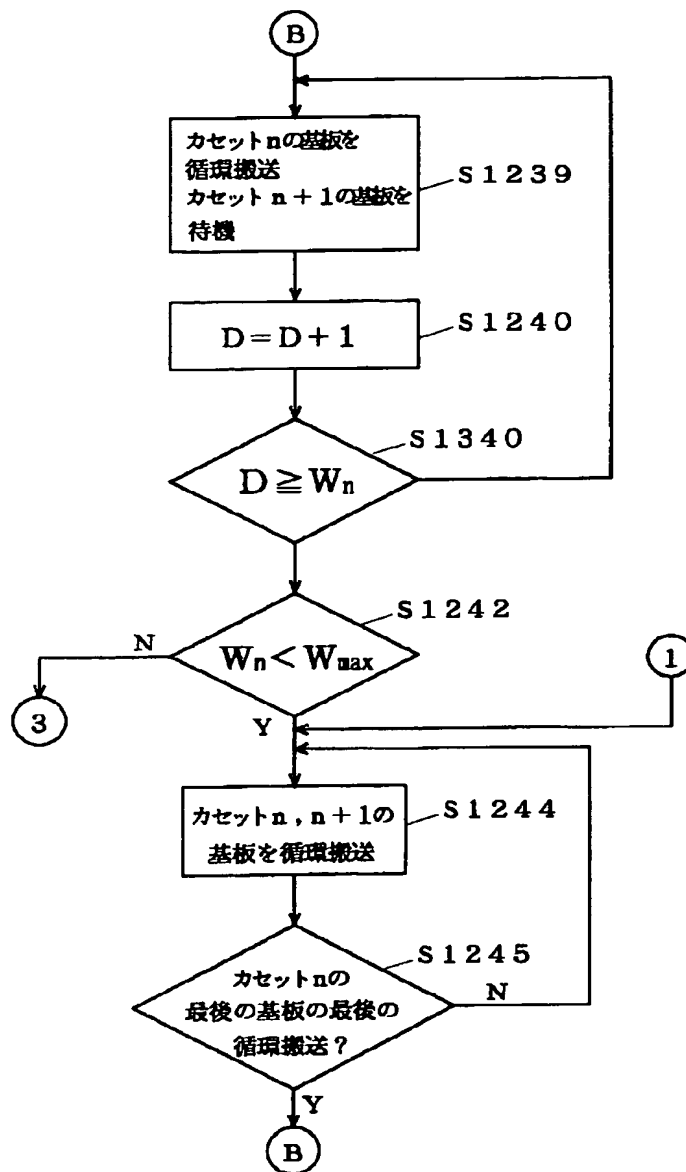 B
カセットnの基板を
循環搬送
カセットn+1の基板を
待機
S1239
D=D+1
S1240
S1340
D≧Wn
S1242
N
Wn<Wmax
1
3
Y
カセットn,n+1の
基板を循環搬送
S1244
S1245
カセットnの
最後の基板の最後の
循環搬送?
N
Y
B